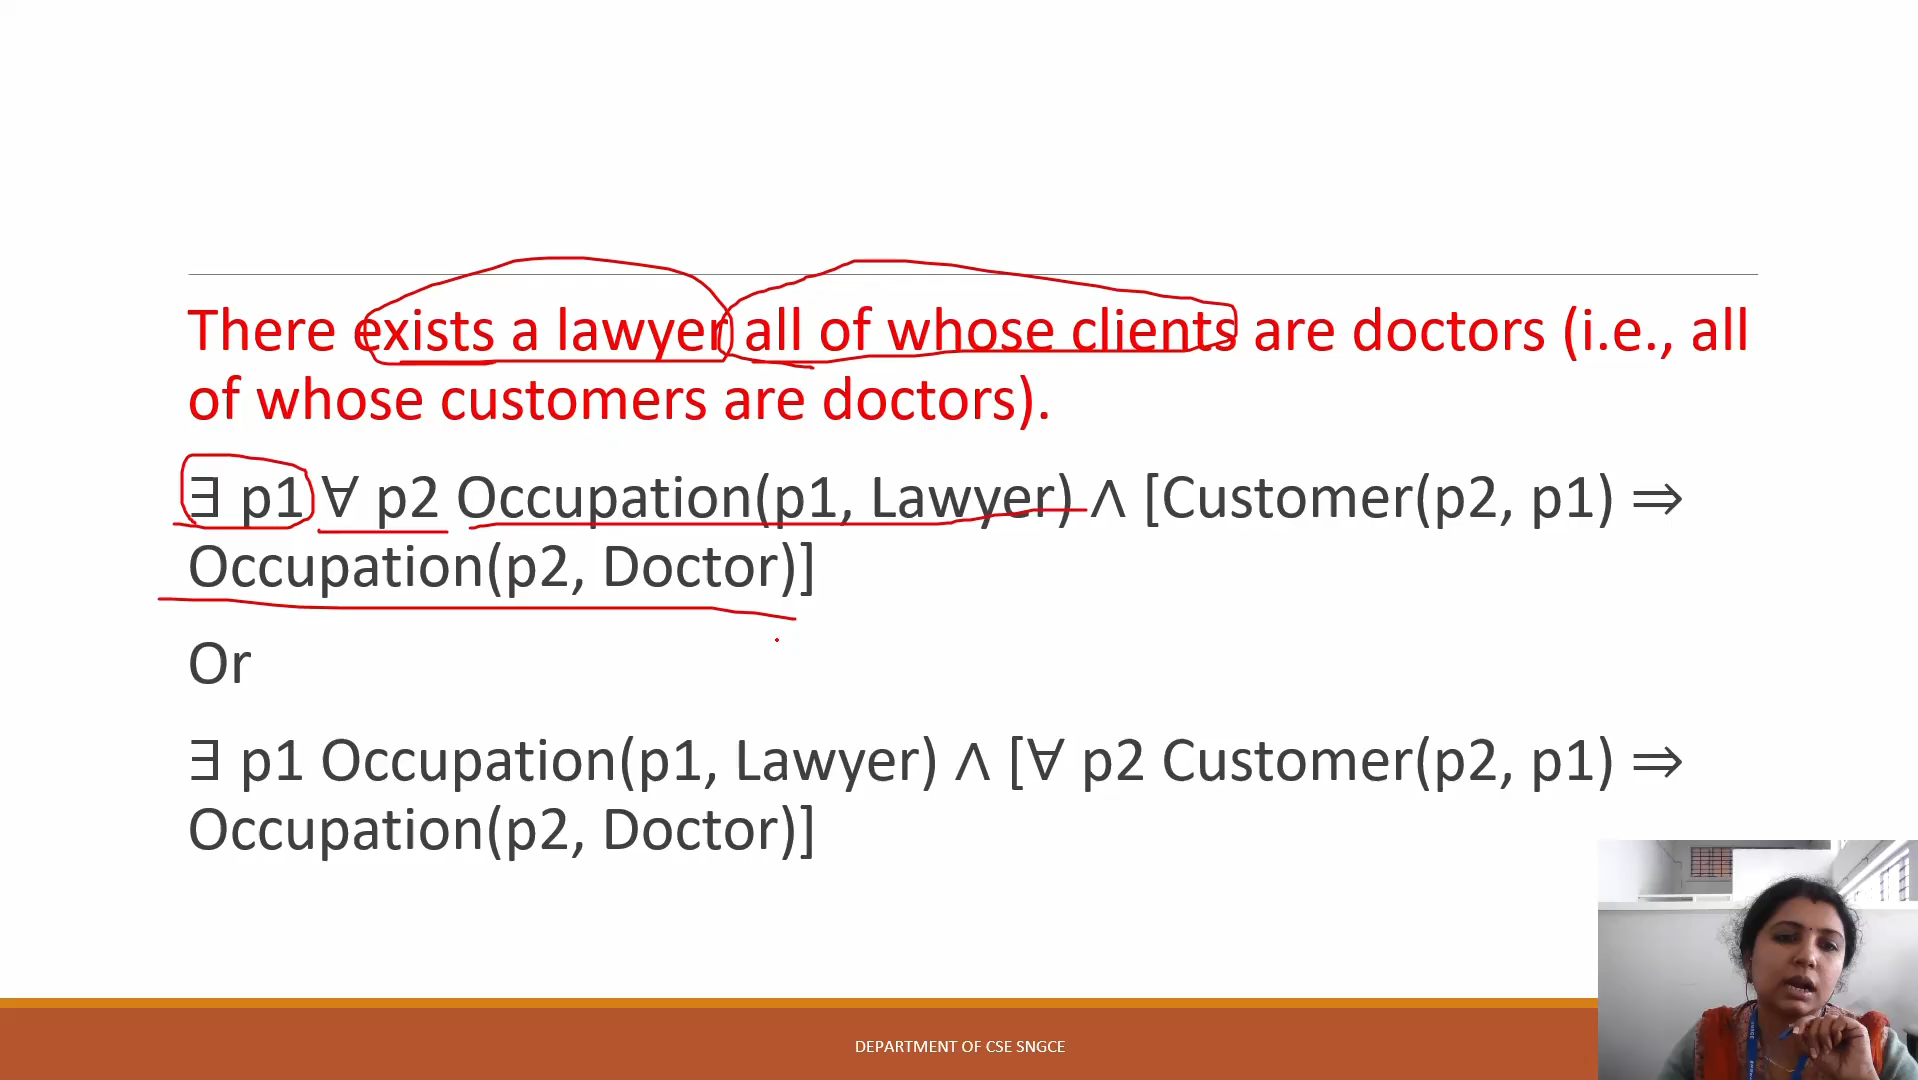 There exists a lawyer all of whose clients are doctors (i.e., all
of whose customers are doctors).
∃ p1 ∀ p2 Occupation(p1, Lawyer) ∧ [Customer(p2, p1) ⇒
Occupation(p2, Doctor)]
Or
∃ p1 Occupation(p1, Lawyer) ∧ [∀ p2 Customer(p2, p1) ⇒
Occupation(p2, Doctor)]
DEPARTMENT OF CSE SNGCE